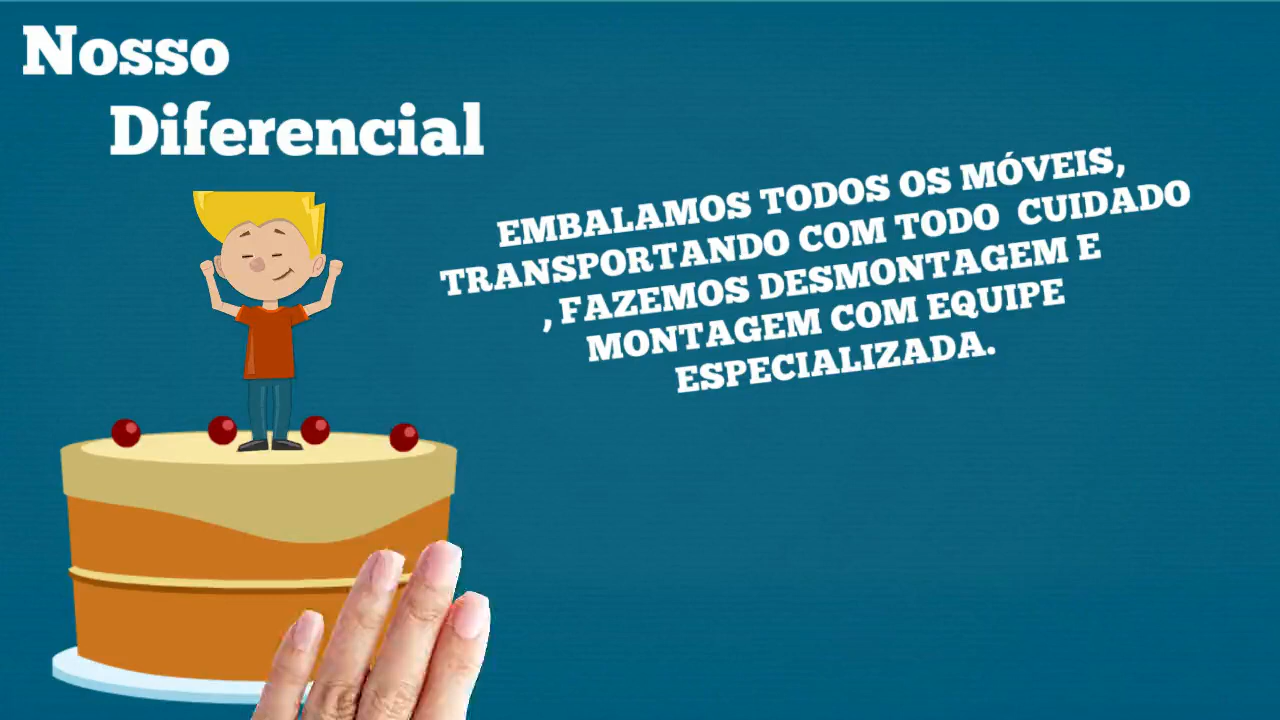 Nosso
Diferencial
EMBALAMOS TODOS OS MÓVEIS,
TRANSPORTANDO COM TODO CUIDADO
, FAZEMOS DESMONTAGEM E
MONTAGEM COM EQUIPE
ESPECIALIZADA.